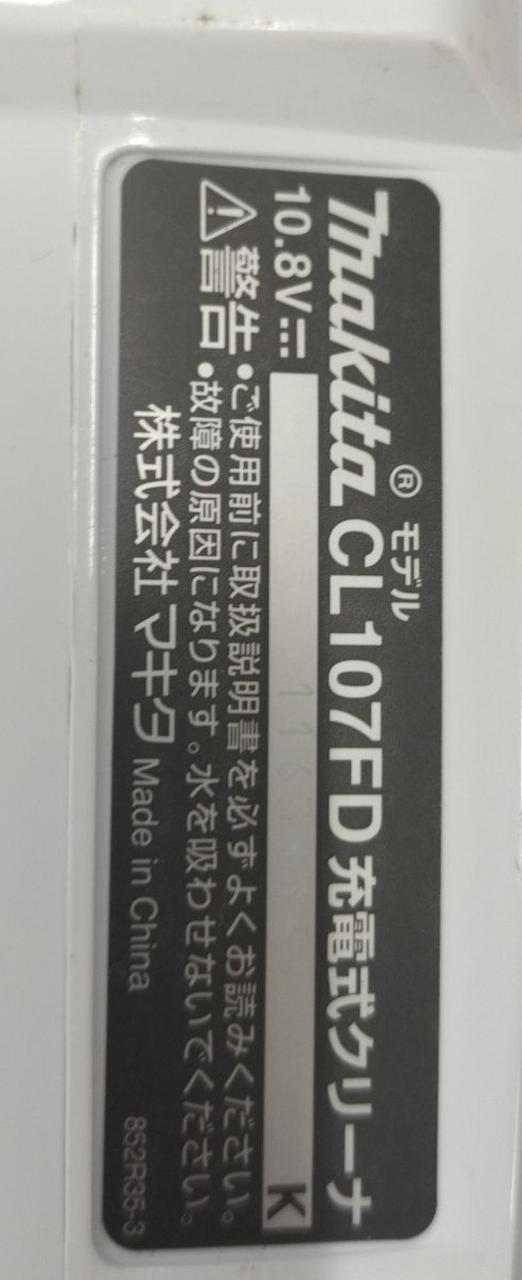 makita® モデル CL107FD 充電式クリーナ
10.8V⎓ K
⚠警告 •ご使用前に取扱説明書を必ずよくお読みください。
•故障の原因になります。水を吸わせないでください。
株式会社 マキタ Made in China
852R35-3